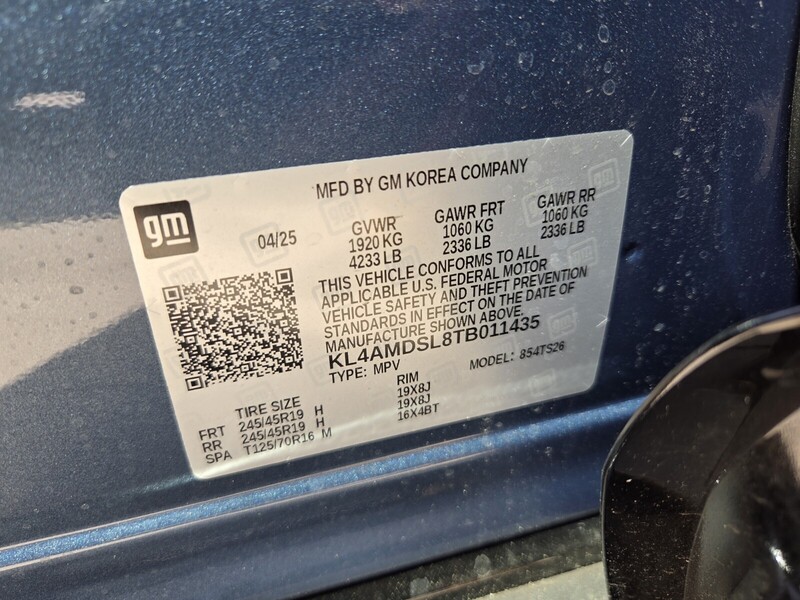 MFD BY GM KOREA COMPANY
gm
04/25
GVWR
1920 KG
4233 LB
GAWR FRT
1060 KG
2336 LB
GAWR RR
1060 KG
2336 LB
THIS VEHICLE CONFORMS TO ALL
APPLICABLE U.S. FEDERAL MOTOR
VEHICLE SAFETY AND THEFT PREVENTION
STANDARDS IN EFFECT ON THE DATE OF
MANUFACTURE SHOWN ABOVE.
KL4AMDSL8TB011435
TYPE: MPV MODEL: 854TS26
TIRE SIZE RIM
FRT 245/45R19 H 19X8J
RR 245/45R19 H 19X8J
SPA T125/70R16 M 16X4BT